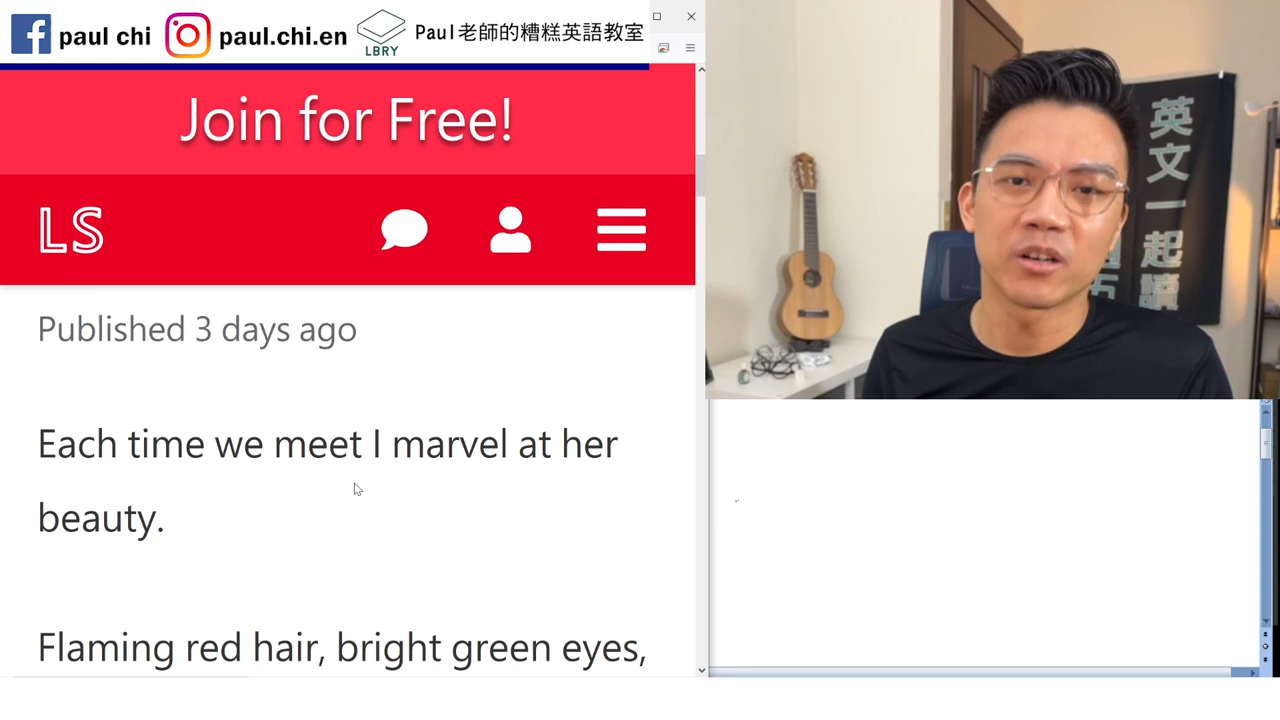 paul chi
paul.chi.en
LBRY
Paul老師的糟糕英語教室
Join for Free!
LS
Published 3 days ago
Each time we meet I marvel at her
beauty.
Flaming red hair, bright green eyes,
英文一起讀
五